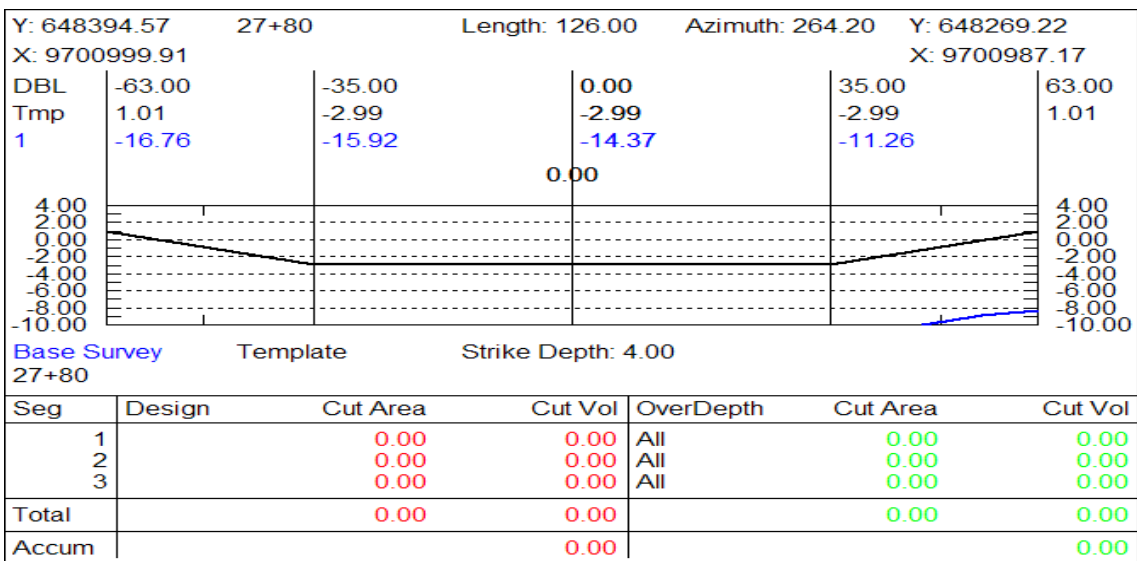 Y: 648394.57 27+80 Length: 126.00 Azimuth: 264.20 Y: 648269.22
X: 9700999.91 X: 9700987.17
DBL -63.00 -35.00 0.00 35.00 63.00
Tmp 1.01 -2.99 -2.99 -2.99 1.01
1 -16.76 -15.92 -14.37 -11.26
0.00
4.00 4.00
2.00 2.00
0.00 0.00
-2.00 -2.00
-4.00 -4.00
-6.00 -6.00
-8.00 -8.00
-10.00 -10.00
Base Survey Template Strike Depth: 4.00
27+80
Seg Design Cut Area Cut Vol OverDepth Cut Area Cut Vol
1 0.00 0.00 All 0.00 0.00
2 0.00 0.00 All 0.00 0.00
3 0.00 0.00 All 0.00 0.00
Total 0.00 0.00 0.00 0.00
Accum 0.00 0.00